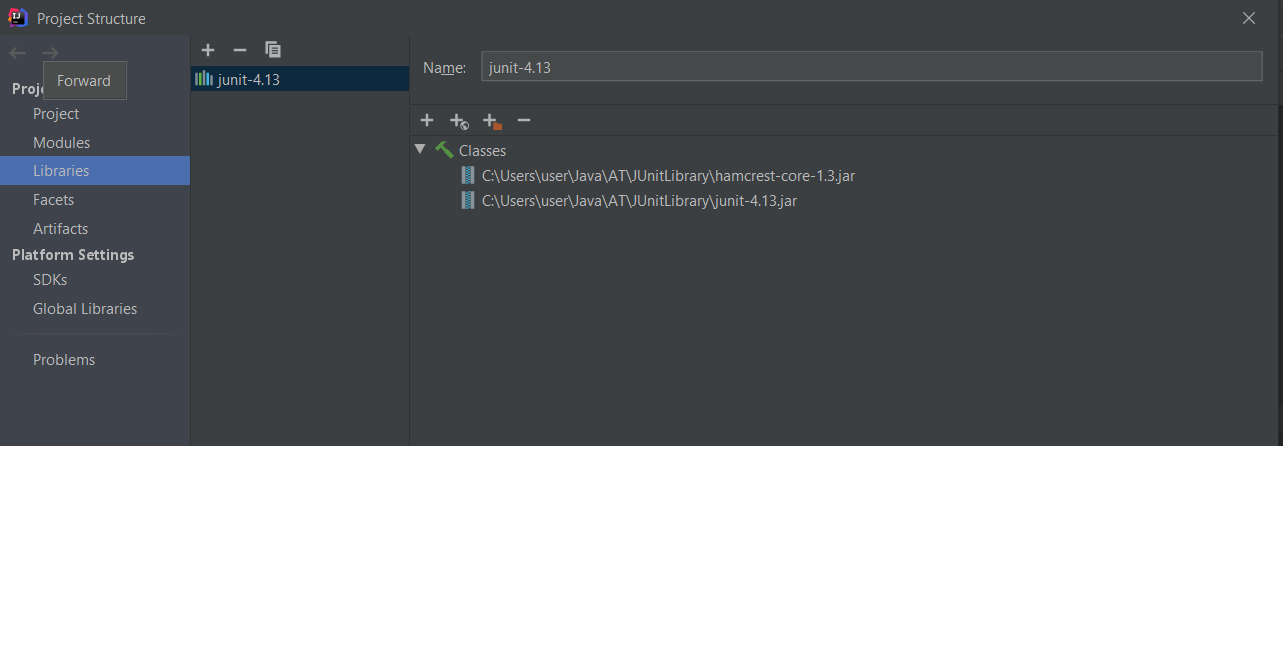 Project Structure
Forward
Project
Modules
Libraries
Facets
Artifacts
Platform Settings
SDKs
Global Libraries
Problems
junit-4.13
Name: junit-4.13
Classes
C:\Users\user\Java\AT\JUnitLibrary\hamcrest-core-1.3.jar
C:\Users\user\Java\AT\JUnitLibrary\junit-4.13.jar